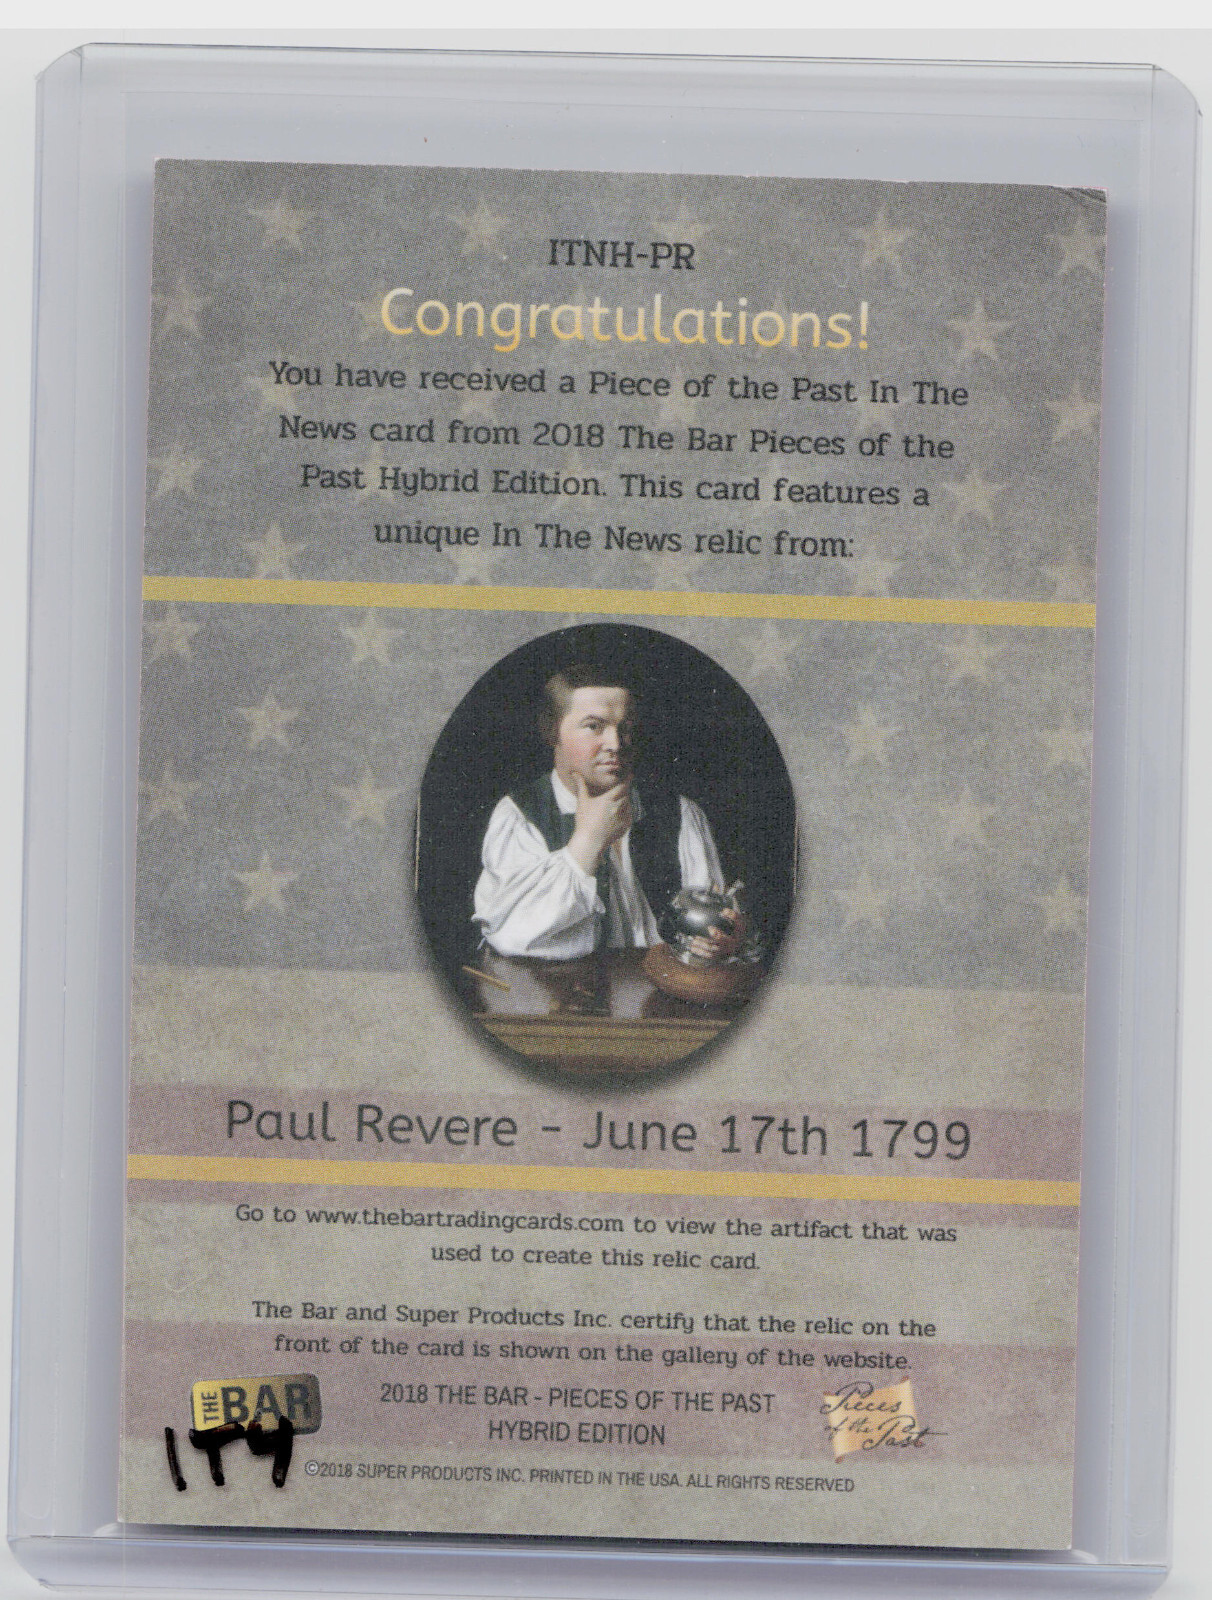 ITNH-PR
Congratulations!
You have received a Piece of the Past In The
News card from 2018 The Bar Pieces of the
Past Hybrid Edition. This card features a
unique In The News relic from:
Paul Revere - June 17th 1799
Go to www.thebartradingcards.com to view the artifact that was
used to create this relic card.
The Bar and Super Products Inc. certify that the relic on the
front of the card is shown on the gallery of the website.
THE BAR
2018 THE BAR - PIECES OF THE PAST
HYBRID EDITION
Pieces
of the
Past
©2018 SUPER PRODUCTS INC. PRINTED IN THE USA. ALL RIGHTS RESERVED